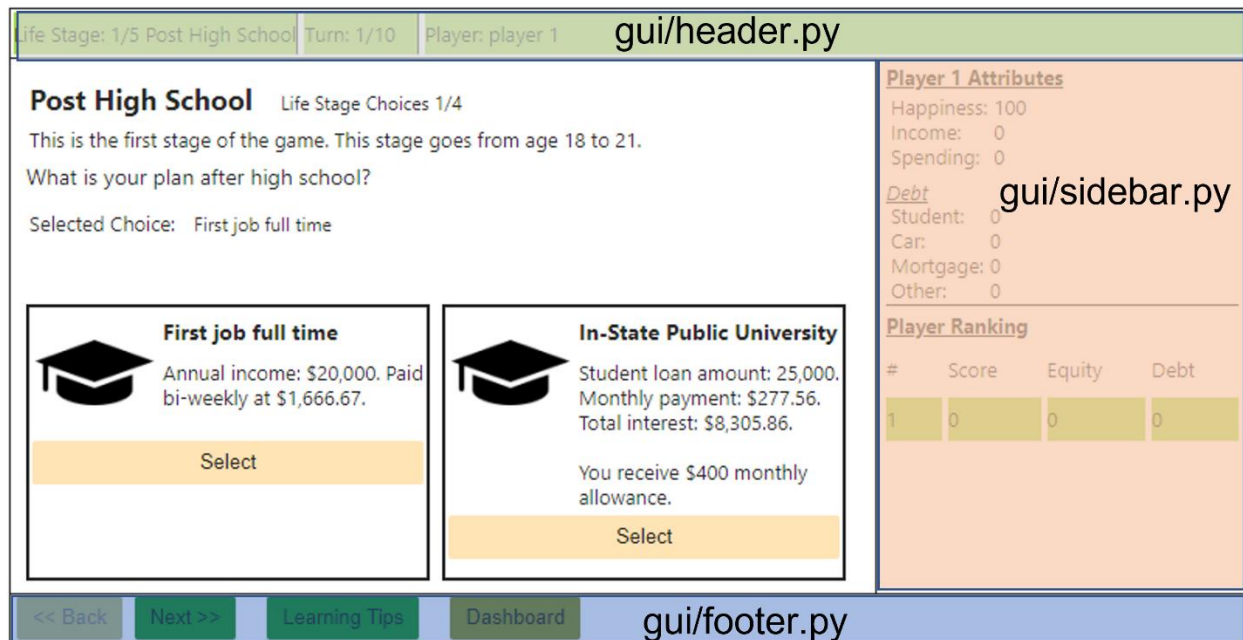 Life Stage: 1/5 Post High School Turn: 1/10 Player: player 1 gui/header.py
Post High School Life Stage Choices 1/4
This is the first stage of the game. This stage goes from age 18 to 21.
What is your plan after high school?
Selected Choice: First job full time
First job full time
Annual income: $20,000. Paid
bi-weekly at $1,666.67.
Select
In-State Public University
Student loan amount: 25,000.
Monthly payment: $277.56.
Total interest: $8,305.86.
You receive $400 monthly
allowance.
Select
Player 1 Attributes
Happiness: 100
Income: 0
Spending: 0
gui/sidebar.py
Debt
Student: 0
Car: 0
Mortgage: 0
Other: 0
Player Ranking
# Score Equity Debt
1 0 0 0
<< Back Next >> Learning Tips Dashboard gui/footer.py